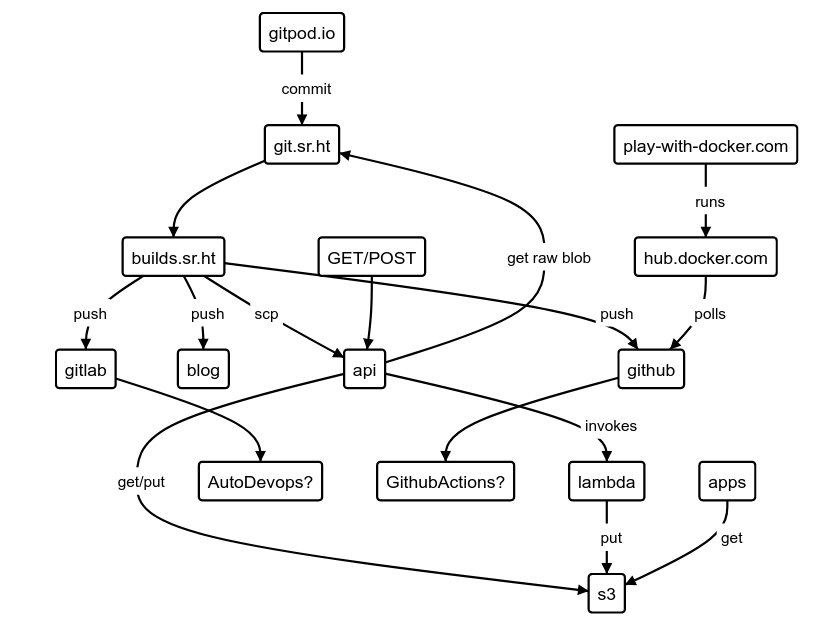 gitpod.io
commit
git.sr.ht
play-with-docker.com
runs
builds.sr.ht
GET/POST
get raw blob
hub.docker.com
push
push
scp
push
polls
gitlab
blog
api
github
invokes
get/put
AutoDevops?
GithubActions?
lambda
apps
put
get
s3